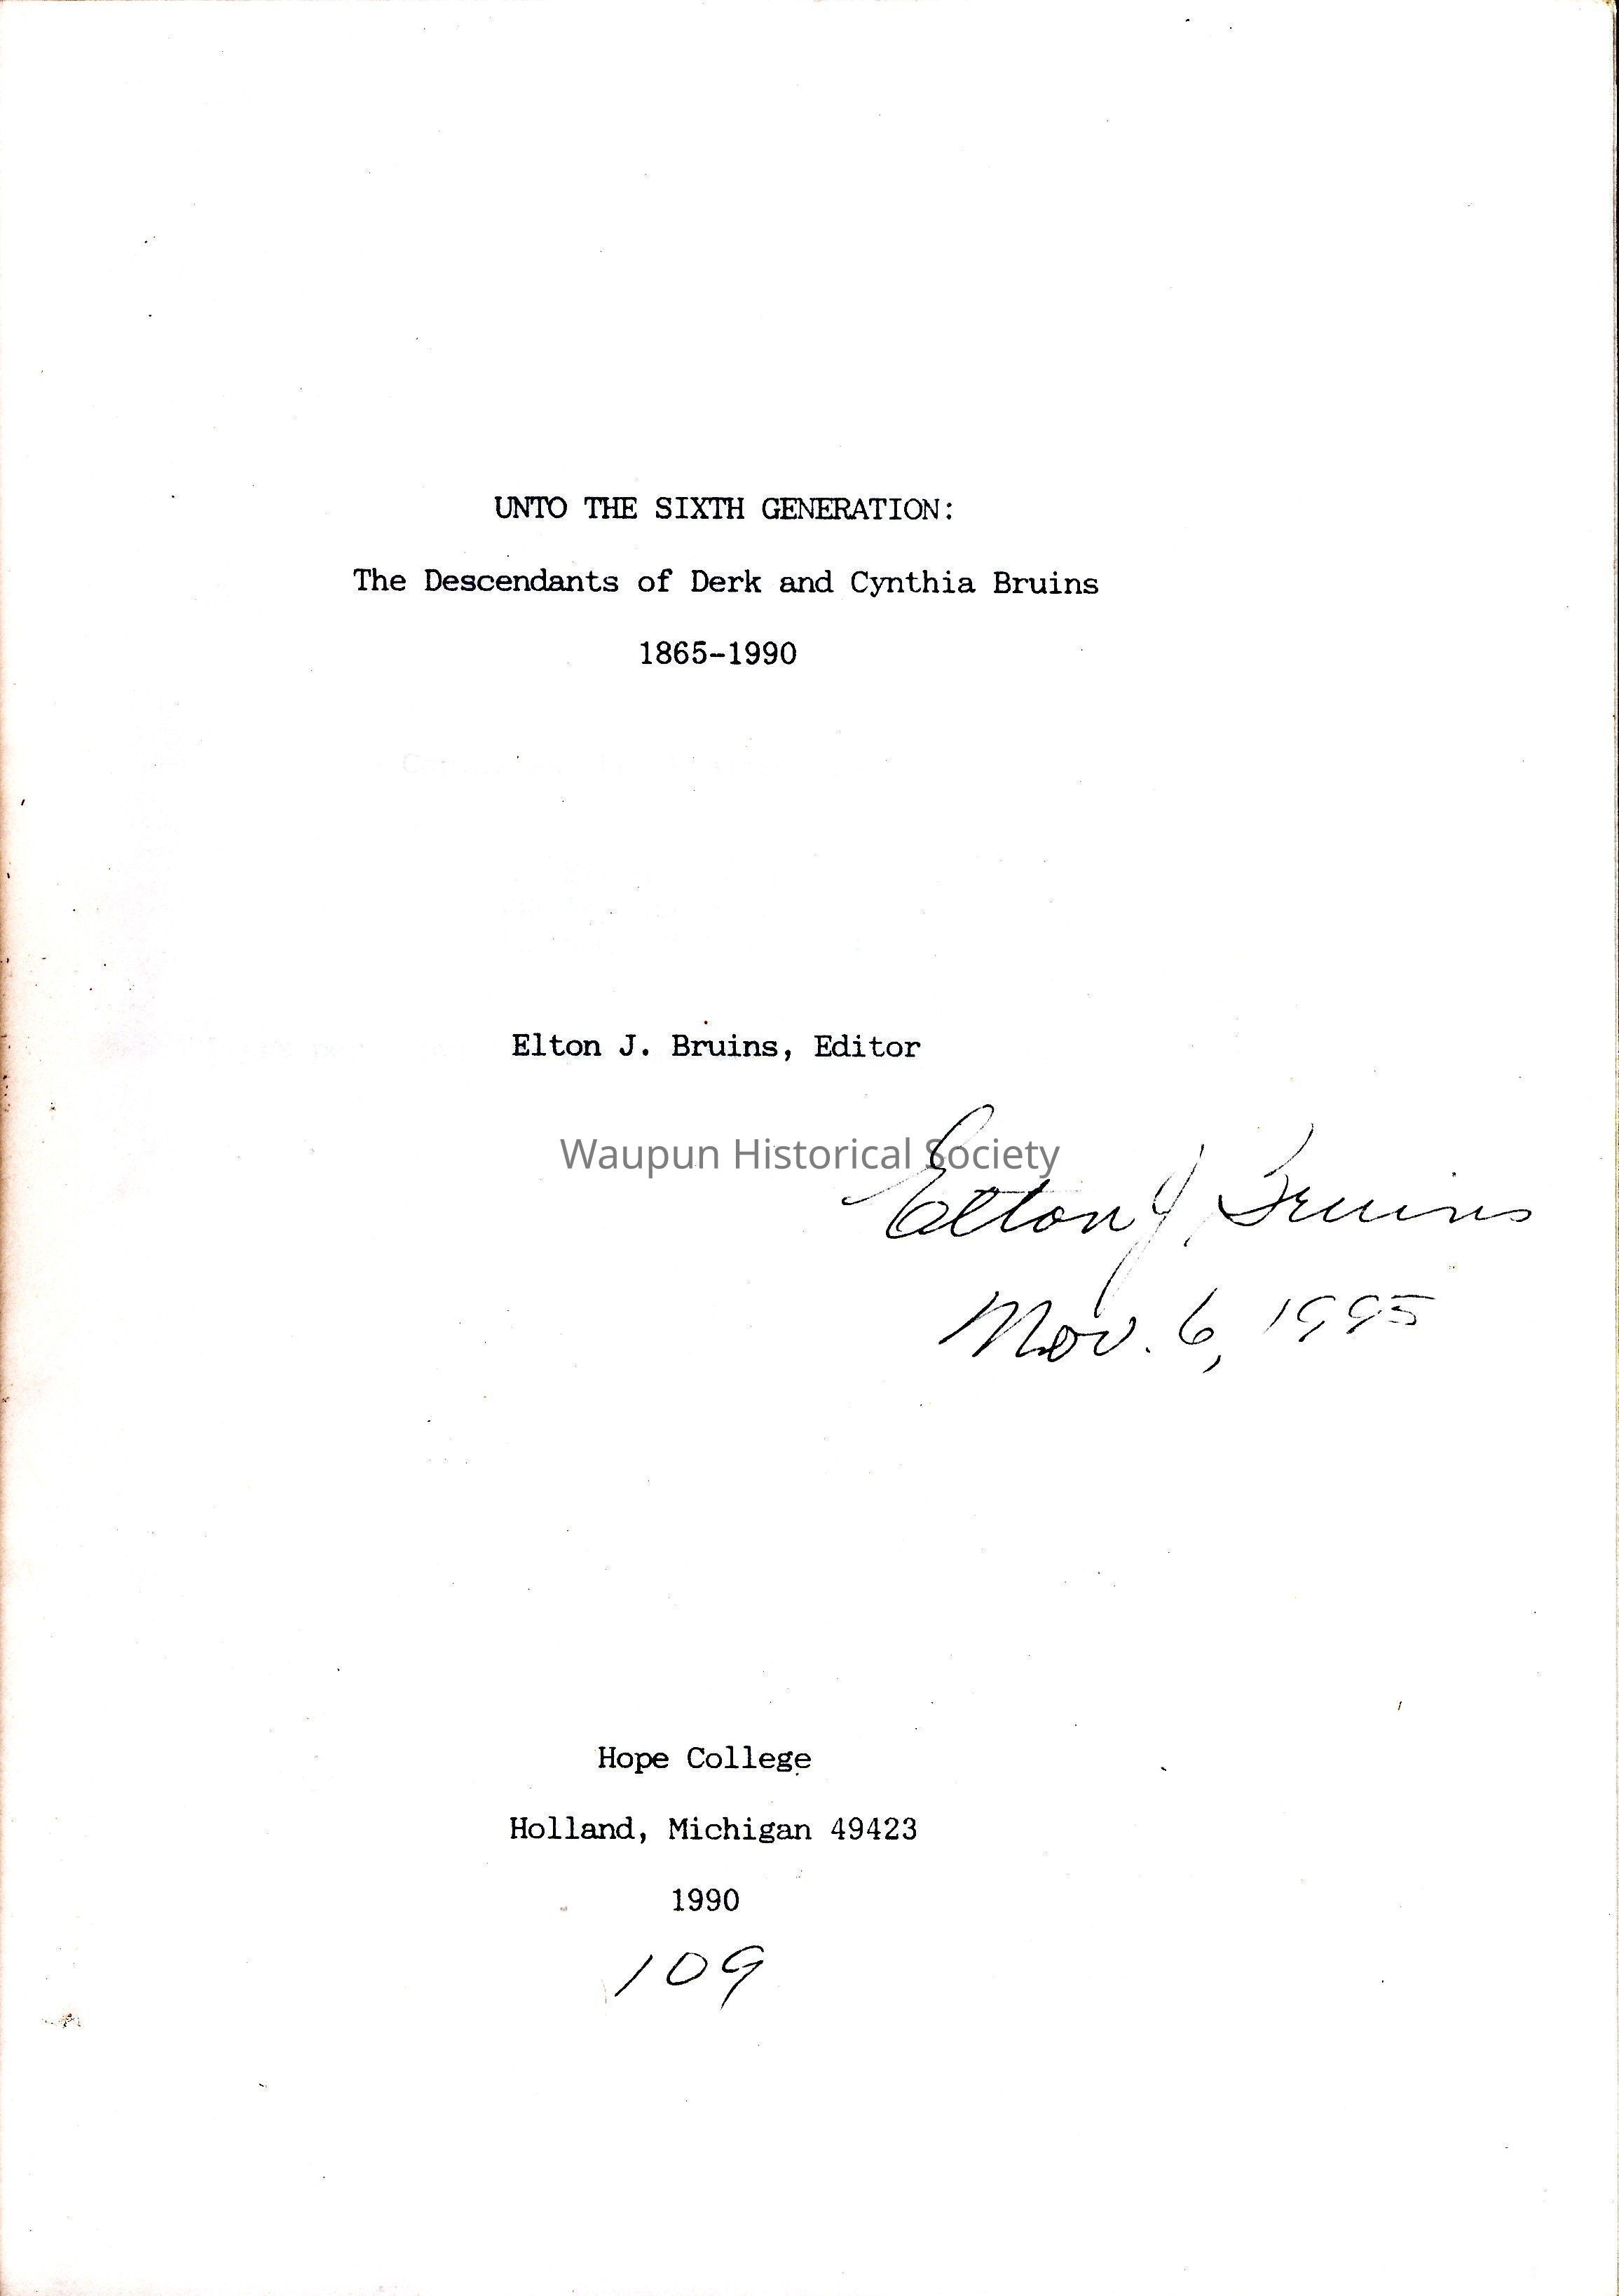 UNTO THE SIXTH GENERATION:
The Descendants of Derk and Cynthia Bruins
1865-1990
Elton J. Bruins, Editor
Waupun Historical Society
Elton J. Bruins
Nov. 6, 1995
Hope College
Holland, Michigan 49423
1990
109